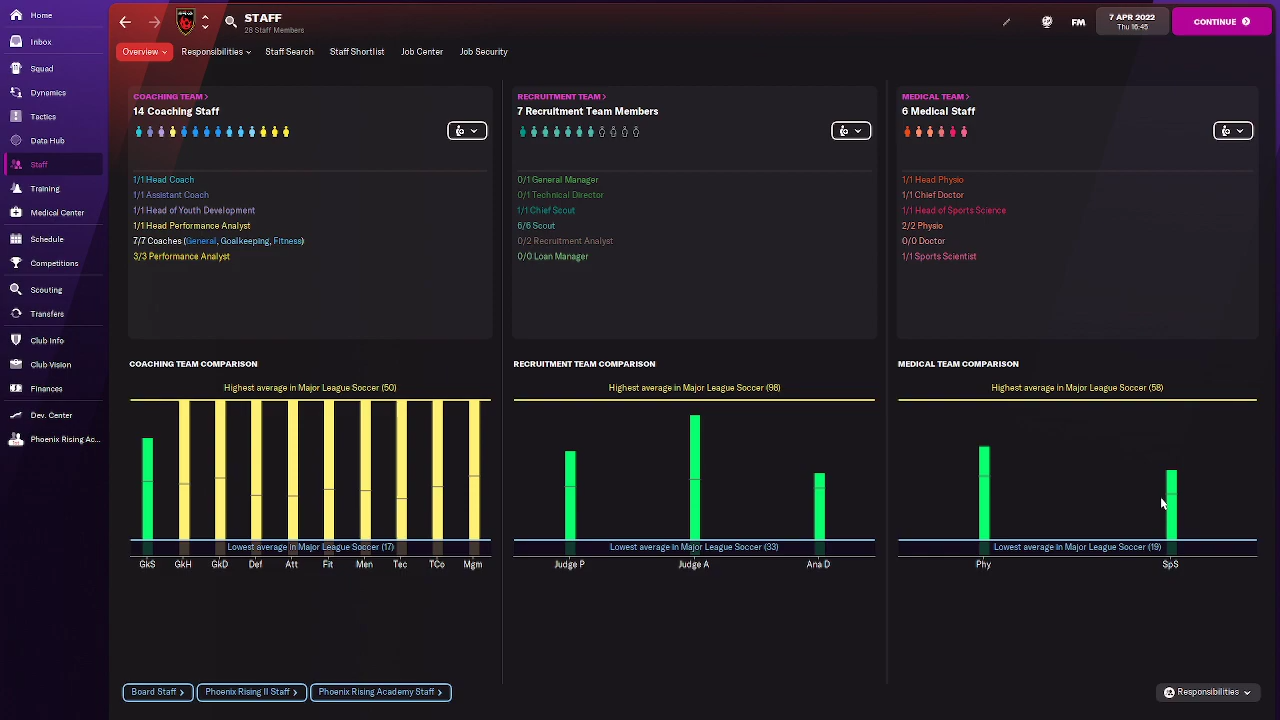 Home
Inbox
Squad
Dynamics
Tactics
Data Hub
Staff
Training
Medical Center
Schedule
Competitions
Scouting
Transfers
Club Info
Club Vision
Finances
Dev. Center
Phoenix Rising Ac...
STAFF
28 Staff Members
FM
7 APR 2022
Thu 16:45
CONTINUE
Overview
Responsibilities
Staff Search
Staff Shortlist
Job Center
Job Security
COACHING TEAM >
14 Coaching Staff
1/1 Head Coach
1/1 Assistant Coach
1/1 Head of Youth Development
1/1 Head Performance Analyst
7/7 Coaches (General, Goalkeeping, Fitness)
3/3 Performance Analyst
RECRUITMENT TEAM >
7 Recruitment Team Members
0/1 General Manager
0/1 Technical Director
1/1 Chief Scout
6/6 Scout
0/2 Recruitment Analyst
0/0 Loan Manager
MEDICAL TEAM >
6 Medical Staff
1/1 Head Physio
1/1 Chief Doctor
1/1 Head of Sports Science
2/2 Physio
0/0 Doctor
1/1 Sports Scientist
COACHING TEAM COMPARISON
Highest average in Major League Soccer (50)
Lowest average in Major League Soccer (17)
GkS GkH GkD Def Att Fit Men Tec TCo Mgm
RECRUITMENT TEAM COMPARISON
Highest average in Major League Soccer (98)
Lowest average in Major League Soccer (33)
Judge P Judge A Ana D
MEDICAL TEAM COMPARISON
Highest average in Major League Soccer (58)
Lowest average in Major League Soccer (19)
Phy SpS
Board Staff >
Phoenix Rising II Staff >
Phoenix Rising Academy Staff >
Responsibilities